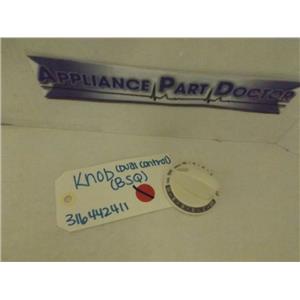 APPLIANCE PART DOCTOR
Knob (Dual control)
(BSQ)
316442411